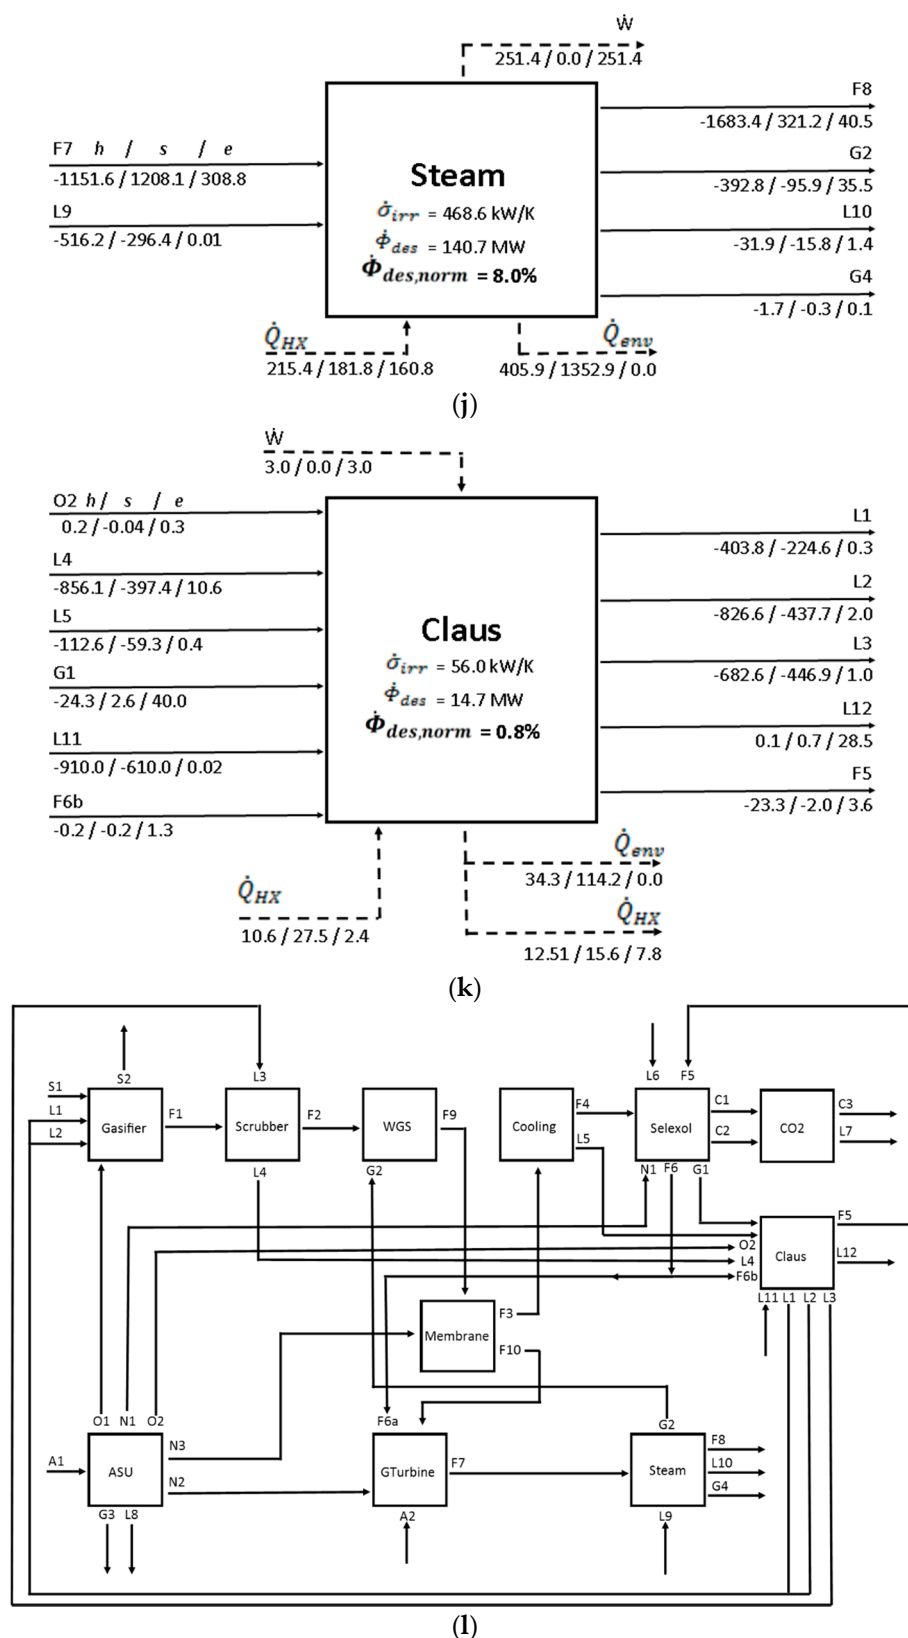 Ẇ
251.4 / 0.0 / 251.4
F7 h / s / e
-1151.6 / 1208.1 / 308.8
L9
-516.2 / -296.4 / 0.01
Steam
σ̇irr = 468.6 kW/K
Φ̇des = 140.7 MW
Φ̇des,norm = 8.0%
F8
-1683.4 / 321.2 / 40.5
G2
-392.8 / -95.9 / 35.5
L10
-31.9 / -15.8 / 1.4
G4
-1.7 / -0.3 / 0.1
Q̇HX
215.4 / 181.8 / 160.8
Q̇env
405.9 / 1352.9 / 0.0
(j)
Ẇ
3.0 / 0.0 / 3.0
O2 h / s / e
0.2 / -0.04 / 0.3
L4
-856.1 / -397.4 / 10.6
L5
-112.6 / -59.3 / 0.4
G1
-24.3 / 2.6 / 40.0
L11
-910.0 / -610.0 / 0.02
F6b
-0.2 / -0.2 / 1.3
Claus
σ̇irr = 56.0 kW/K
Φ̇des = 14.7 MW
Φ̇des,norm = 0.8%
L1
-403.8 / -224.6 / 0.3
L2
-826.6 / -437.7 / 2.0
L3
-682.6 / -446.9 / 1.0
L12
0.1 / 0.7 / 28.5
F5
-23.3 / -2.0 / 3.6
Q̇HX
10.6 / 27.5 / 2.4
Q̇env
34.3 / 114.2 / 0.0
Q̇HX
12.51 / 15.6 / 7.8
(k)
S2
L3
L6 F5
S1
L1
L2
Gasifier
F1
Scrubber
F2
WGS
F9
Cooling
F4
L5
Selexol
C1
C2
CO2
C3
L7
L4
G2
N1 F6 G1
O2
L4
F6b
Claus
F5
L12
L11 L1 L2 L3
Membrane
F3
F10
O1 N1 O2
F6a
G2
A1
ASU
N3
N2
GTurbine
F7
Steam
F8
L10
G4
G3 L8
A2
L9
(l)